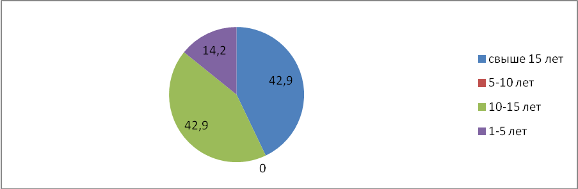 14,2
42,9
42,9
0
свыше 15 лет
5-10 лет
10-15 лет
1-5 лет